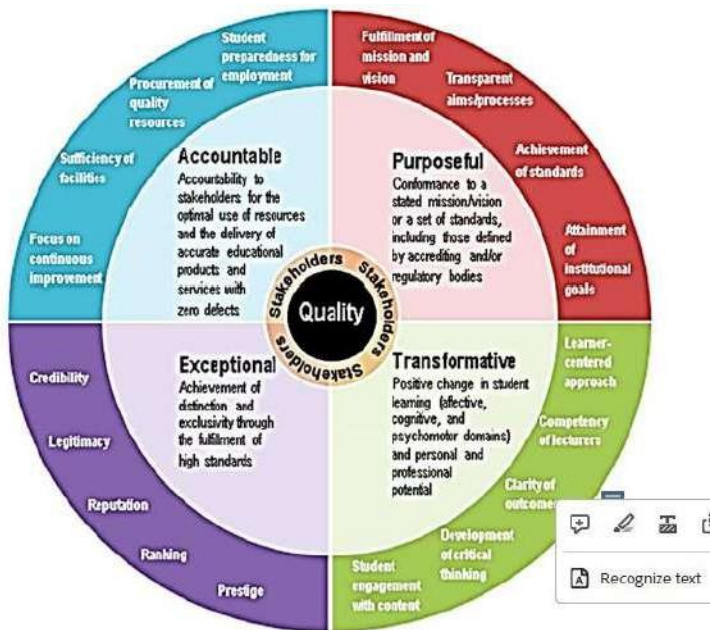 Student
preparedness for
employment
Procurement of
quality
resources
Sufficiency of
facilities
Focus on
continuous
improvement
Accountable
Accountability to
stakeholders for the
optimal use of resources
and the delivery of
accurate educational
products and
services with
zero defects
Fulfillment of
mission and
vision
Transparent
aims/processes
Achievement
of standards
Attainment
of
institutional
goals
Purposeful
Conformance to a
stated mission/vision
or a set of standards,
including those defined
by accrediting and/or
regulatory bodies
Stakeholders Stakeholders Stakeholders
Quality
Exceptional
Achievement of
distinction and
exclusivity through
the fulfillment of
high standards
Credibility
Legitimacy
Reputation
Ranking
Prestige
Transformative
Positive change in student
learning (affective,
cognitive, and
psychomotor domains)
and personal and
professional
potential
Learner-
centered
approach
Competency
of lecturers
Clarity of
outcome
Development
of critical
thinking
Student
engagement
with content
Recognize text